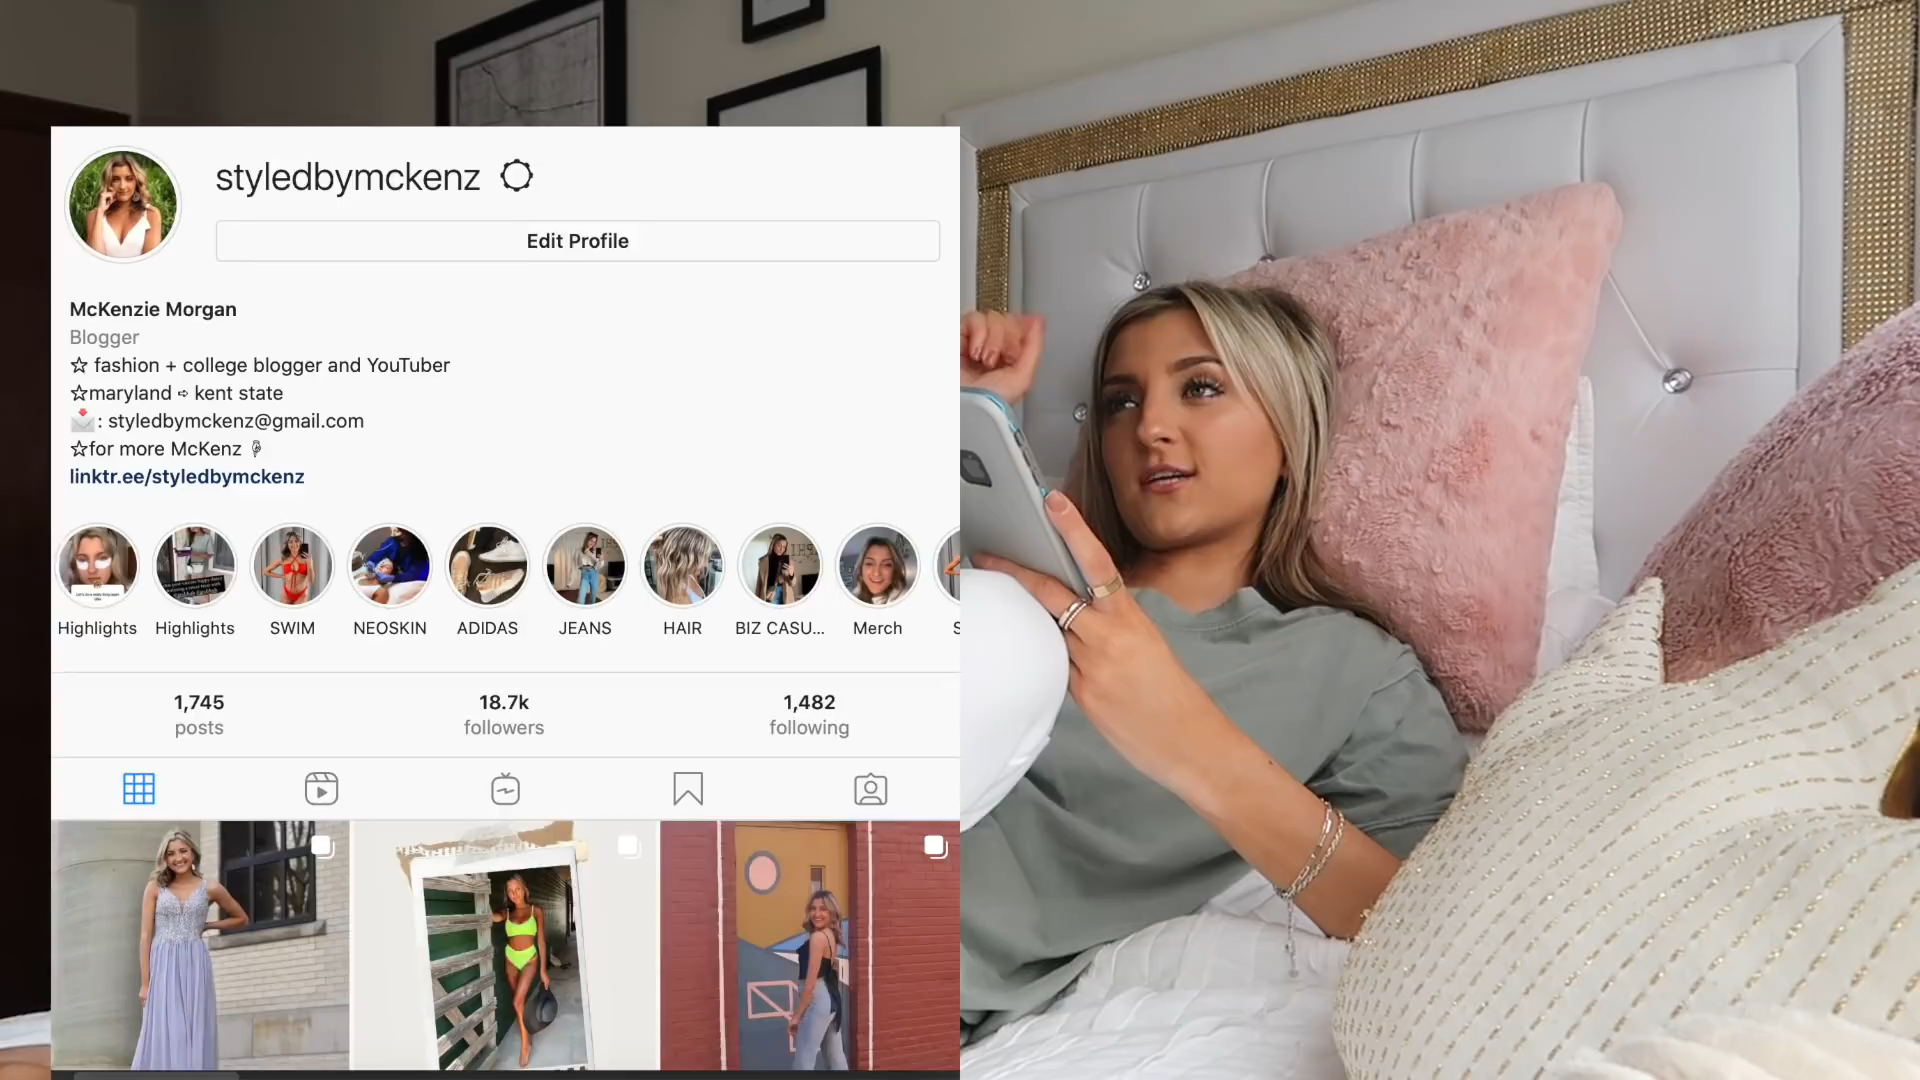 styledbymckenz
Edit Profile
McKenzie Morgan
Blogger
☆ fashion + college blogger and YouTuber
☆maryland ➪ kent state
📩: styledbymckenz@gmail.com
☆for more McKenz ☟
linktr.ee/styledbymckenz
Highlights Highlights SWIM NEOSKIN ADIDAS JEANS HAIR BIZ CASU... Merch S
1,745 18.7k 1,482
posts followers following